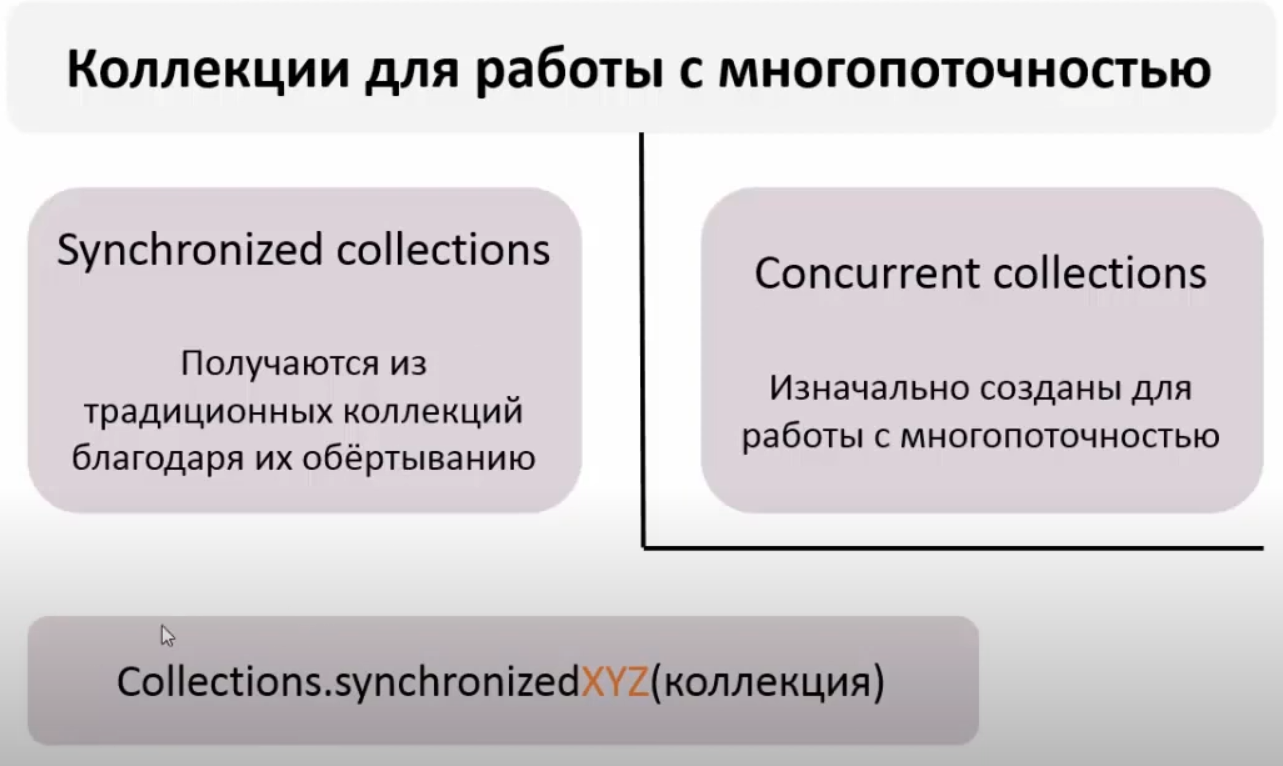 Коллекции для работы с многопоточностью
Synchronized collections
Получаются из
традиционных коллекций
благодаря их обёртыванию
Concurrent collections
Изначально созданы для
работы с многопоточностью
Collections.synchronizedXYZ(коллекция)